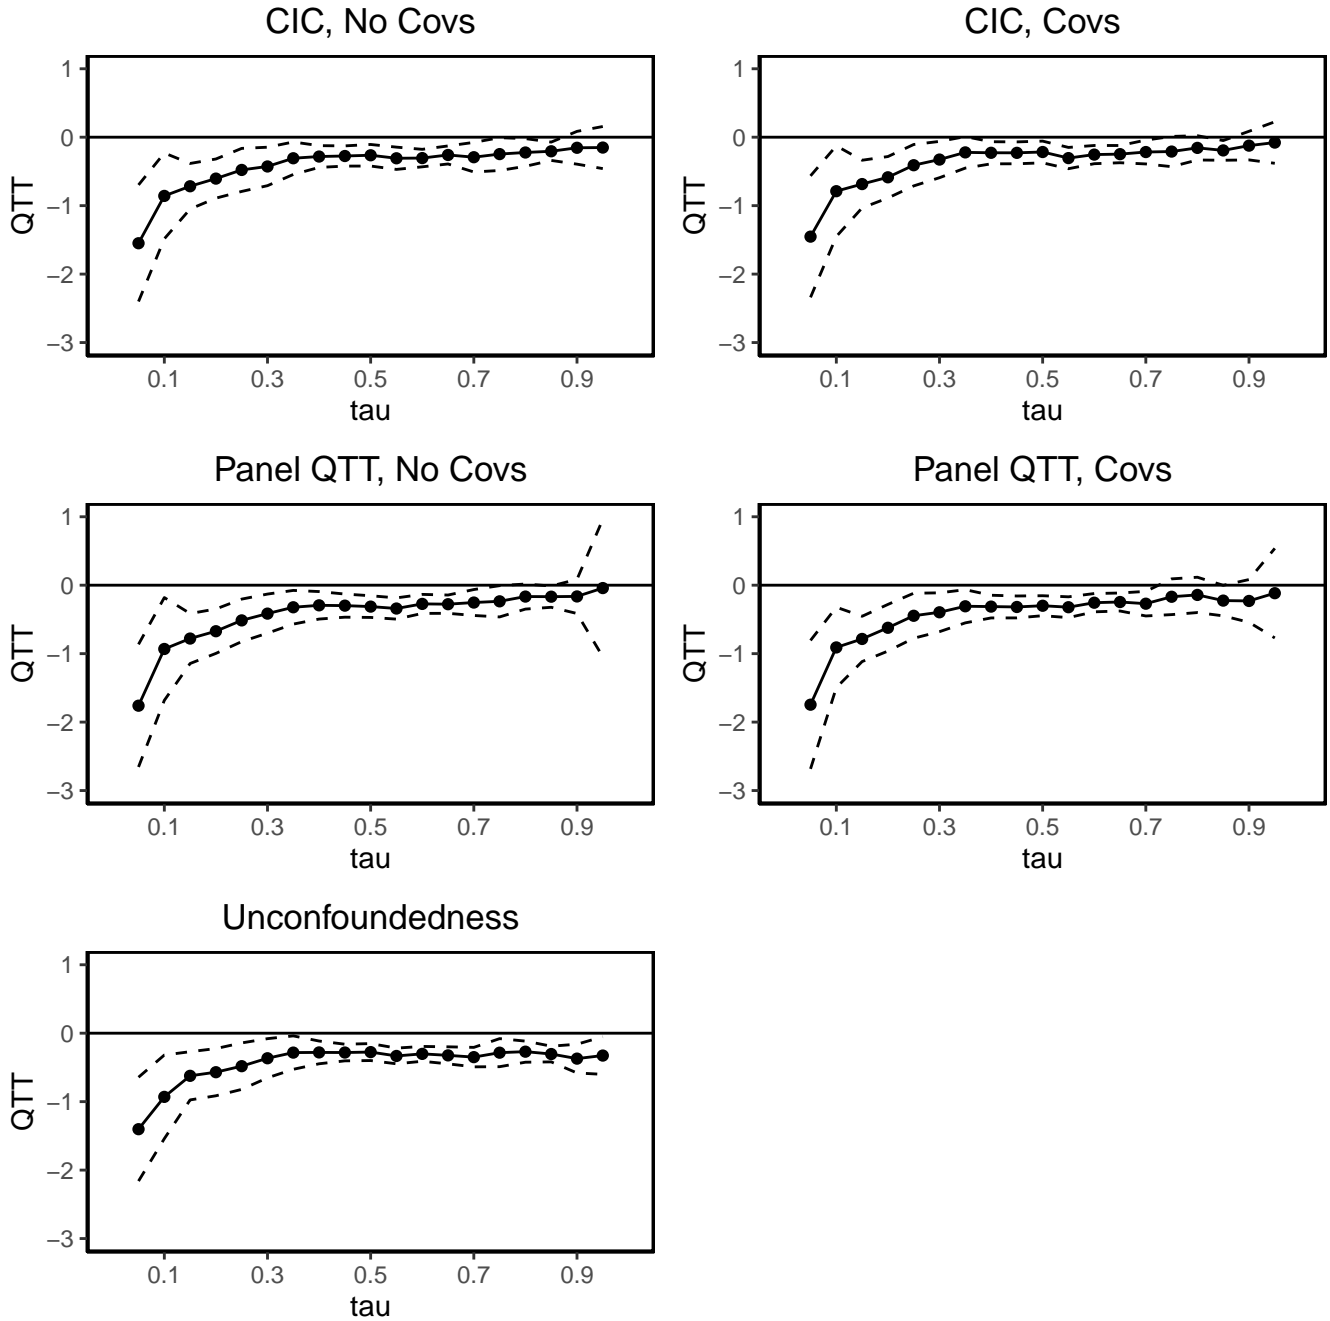 CIC, No Covs
1
0
−1
−2
−3
QTT
0.1 0.3 0.5 0.7 0.9
tau
CIC, Covs
1
0
−1
−2
−3
QTT
0.1 0.3 0.5 0.7 0.9
tau
Panel QTT, No Covs
1
0
−1
−2
−3
QTT
0.1 0.3 0.5 0.7 0.9
tau
Panel QTT, Covs
1
0
−1
−2
−3
QTT
0.1 0.3 0.5 0.7 0.9
tau
Unconfoundedness
1
0
−1
−2
−3
QTT
0.1 0.3 0.5 0.7 0.9
tau